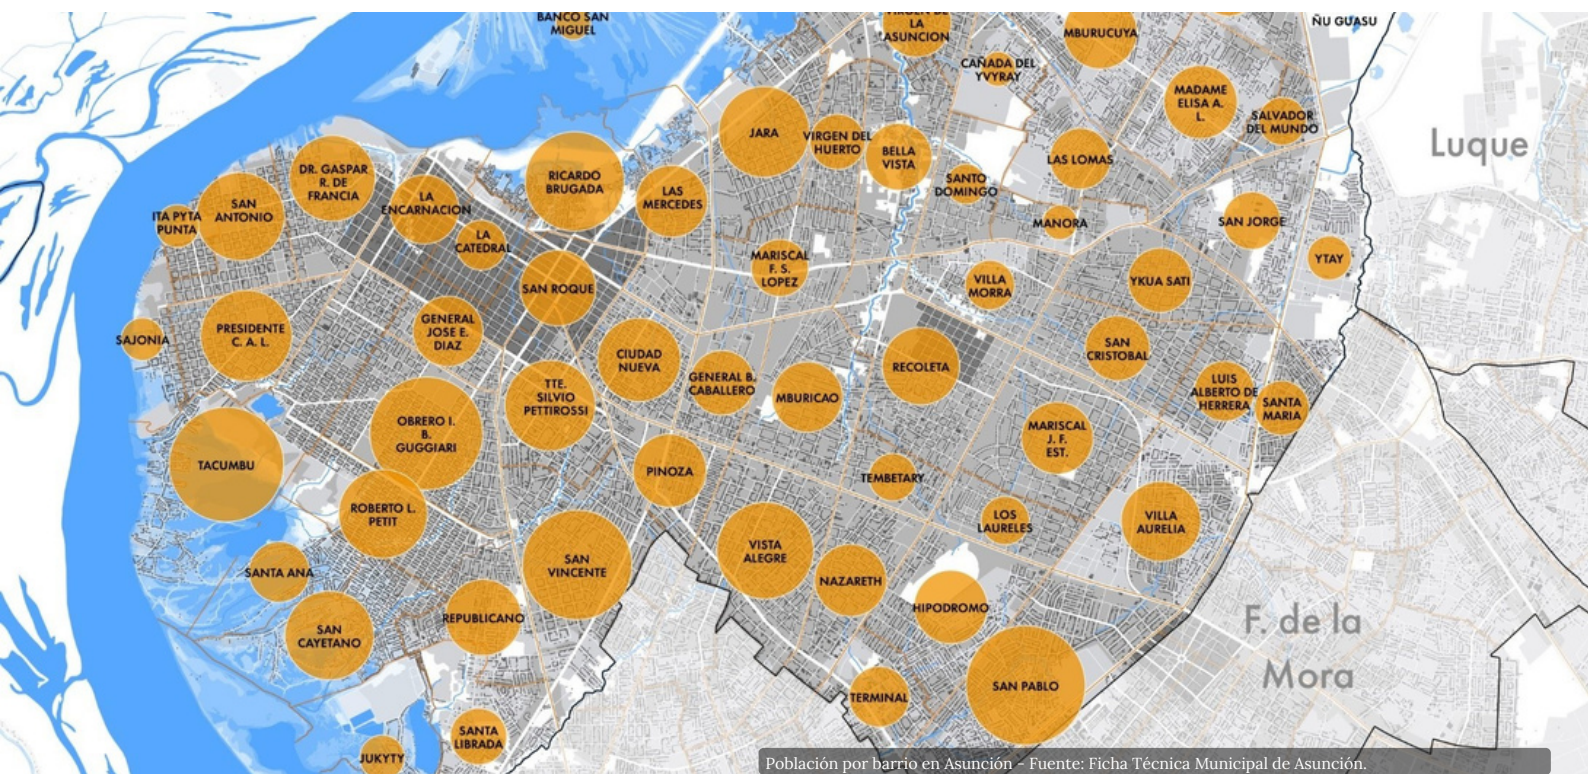 BANCO SAN
MIGUEL
VIRGEN DE
LA
ASUNCION
MBURUCUYA
ÑU GUASU
CAÑADA DEL
YVYRAY
MADAME
ELISA A.
L.
SALVADOR
DEL MUNDO
Luque
JARA
VIRGEN DEL
HUERTO
BELLA
VISTA
LAS LOMAS
SANTO
DOMINGO
DR. GASPAR
R. DE
FRANCIA
RICARDO
BRUGADA
LAS
MERCEDES
ITA PYTA
PUNTA
SAN
ANTONIO
LA
ENCARNACION
LA
CATEDRAL
MANORA
SAN JORGE
YTAY
MARISCAL
F. S.
LOPEZ
VILLA
MORRA
YKUA SATI
SAN ROQUE
SAJONIA
PRESIDENTE
C. A. L.
GENERAL
JOSE E.
DIAZ
CIUDAD
NUEVA
GENERAL B.
CABALLERO
MBURICAO
RECOLETA
SAN
CRISTOBAL
LUIS
ALBERTO DE
HERRERA
SANTA
MARIA
TTE.
SILVIO
PETTIROSSI
OBRERO I.
B.
GUGGIARI
MARISCAL
J. F.
EST.
TACUMBU
PINOZA
TEMBETARY
ROBERTO L.
PETIT
LOS
LAURELES
VILLA
AURELIA
SANTA ANA
SAN
VINCENTE
VISTA
ALEGRE
NAZARETH
HIPODROMO
F. de la
Mora
SAN
CAYETANO
REPUBLICANO
TERMINAL
SAN PABLO
SANTA
LIBRADA
JUKYTY
Población por barrio en Asunción - Fuente: Ficha Técnica Municipal de Asunción.